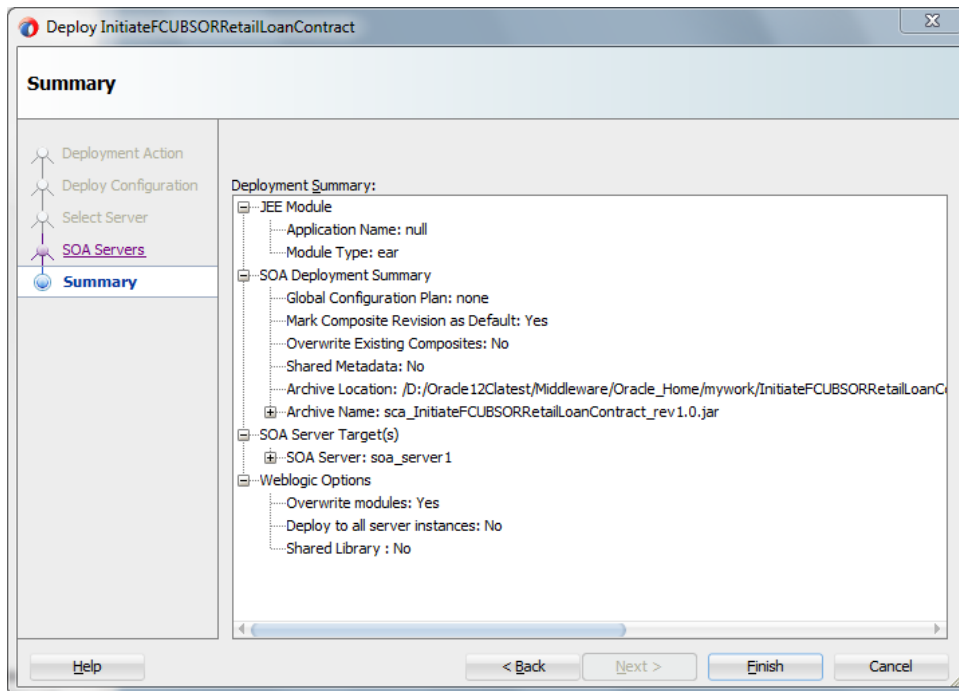 Deploy InitiateFCUBSORRetailLoanContract
Summary
Deployment Action
Deploy Configuration
Select Server
SOA Servers
Summary
Deployment Summary:
JEE Module
Application Name: null
Module Type: ear
SOA Deployment Summary
Global Configuration Plan: none
Mark Composite Revision as Default: Yes
Overwrite Existing Composites: No
Shared Metadata: No
Archive Location: /D:/Oracle12Clatest/Middleware/Oracle_Home/mywork/InitiateFCUBSORRetailLoanC
Archive Name: sca_InitiateFCUBSORRetailLoanContract_rev1.0.jar
SOA Server Target(s)
SOA Server: soa_server1
Weblogic Options
Overwrite modules: Yes
Deploy to all server instances: No
Shared Library : No
Help
< Back
Next >
Finish
Cancel